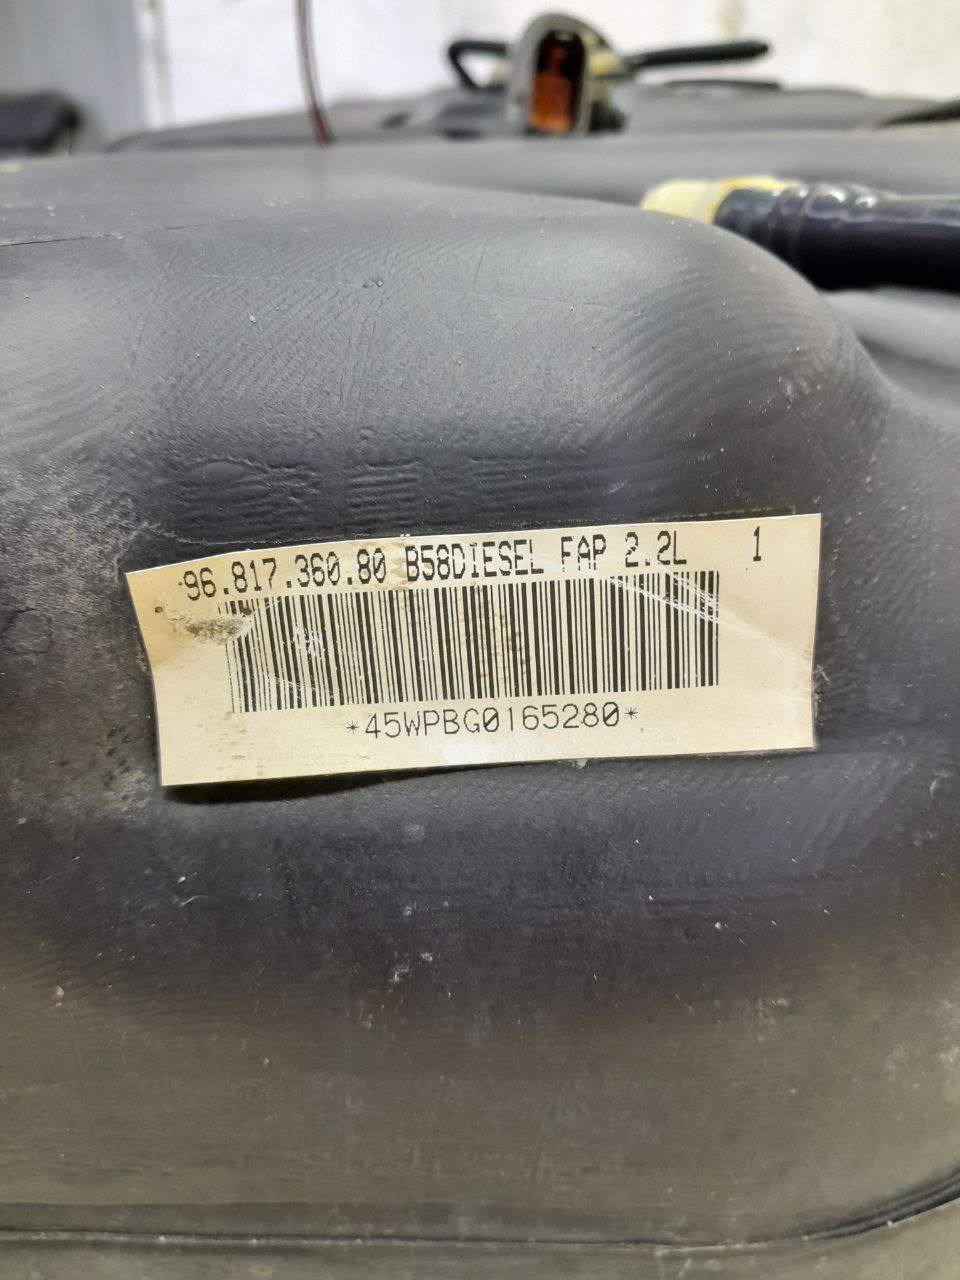 96.817.360.80 B58DIESEL FAP 2.2L 1
*45WPBG0165280*